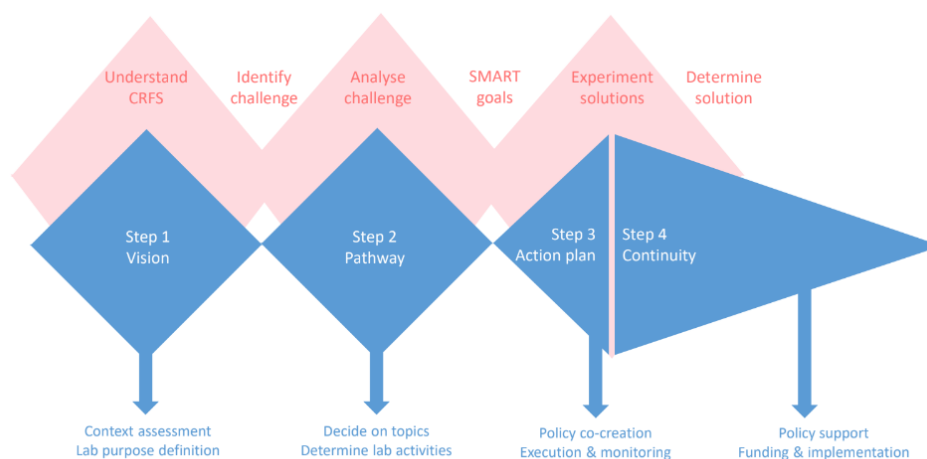 Understand
CRFS
Identify
challenge
Analyse
challenge
SMART
goals
Experiment
solutions
Determine
solution
Step 1
Vision
Step 2
Pathway
Step 3
Action plan
Step 4
Continuity
Context assessment
Lab purpose definition
Decide on topics
Determine lab activities
Policy co-creation
Execution & monitoring
Policy support
Funding & implementation